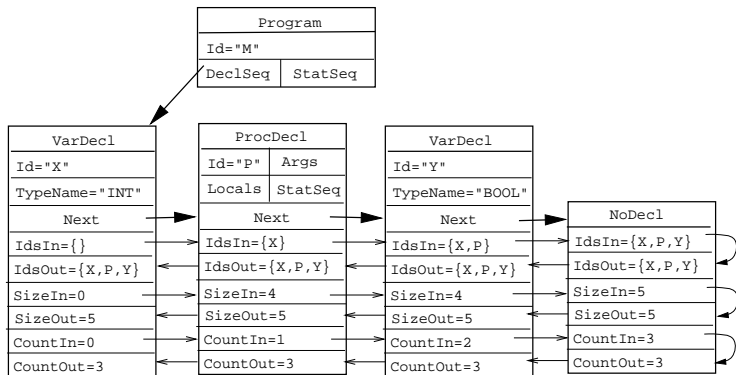 Program
Id="M"
DeclSeq StatSeq
VarDecl
Id="X"
TypeName="INT"
Next
IdsIn={}
IdsOut={X,P,Y}
SizeIn=0
SizeOut=5
CountIn=0
CountOut=3
ProcDecl
Id="P" Args
Locals StatSeq
Next
IdsIn={X}
IdsOut={X,P,Y}
SizeIn=4
SizeOut=5
CountIn=1
CountOut=3
VarDecl
Id="Y"
TypeName="BOOL"
Next
IdsIn={X,P}
IdsOut={X,P,Y}
SizeIn=4
SizeOut=5
CountIn=2
CountOut=3
NoDecl
IdsIn={X,P,Y}
IdsOut={X,P,Y}
SizeIn=5
SizeOut=5
CountIn=3
CountOut=3